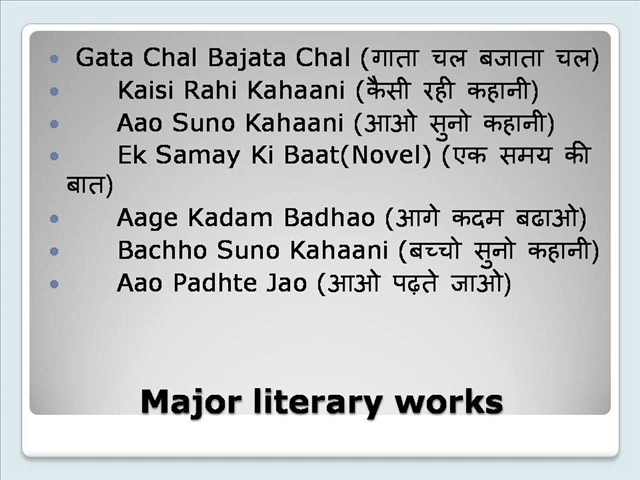 • Gata Chal Bajata Chal (गाता चल बजाता चल)
• Kaisi Rahi Kahaani (कैसी रही कहानी)
• Aao Suno Kahaani (आओ सुनो कहानी)
• Ek Samay Ki Baat(Novel) (एक समय की
बात)
• Aage Kadam Badhao (आगे कदम बढाओ)
• Bachho Suno Kahaani (बच्चो सुनो कहानी)
• Aao Padhte Jao (आओ पढ़ते जाओ)
Major literary works